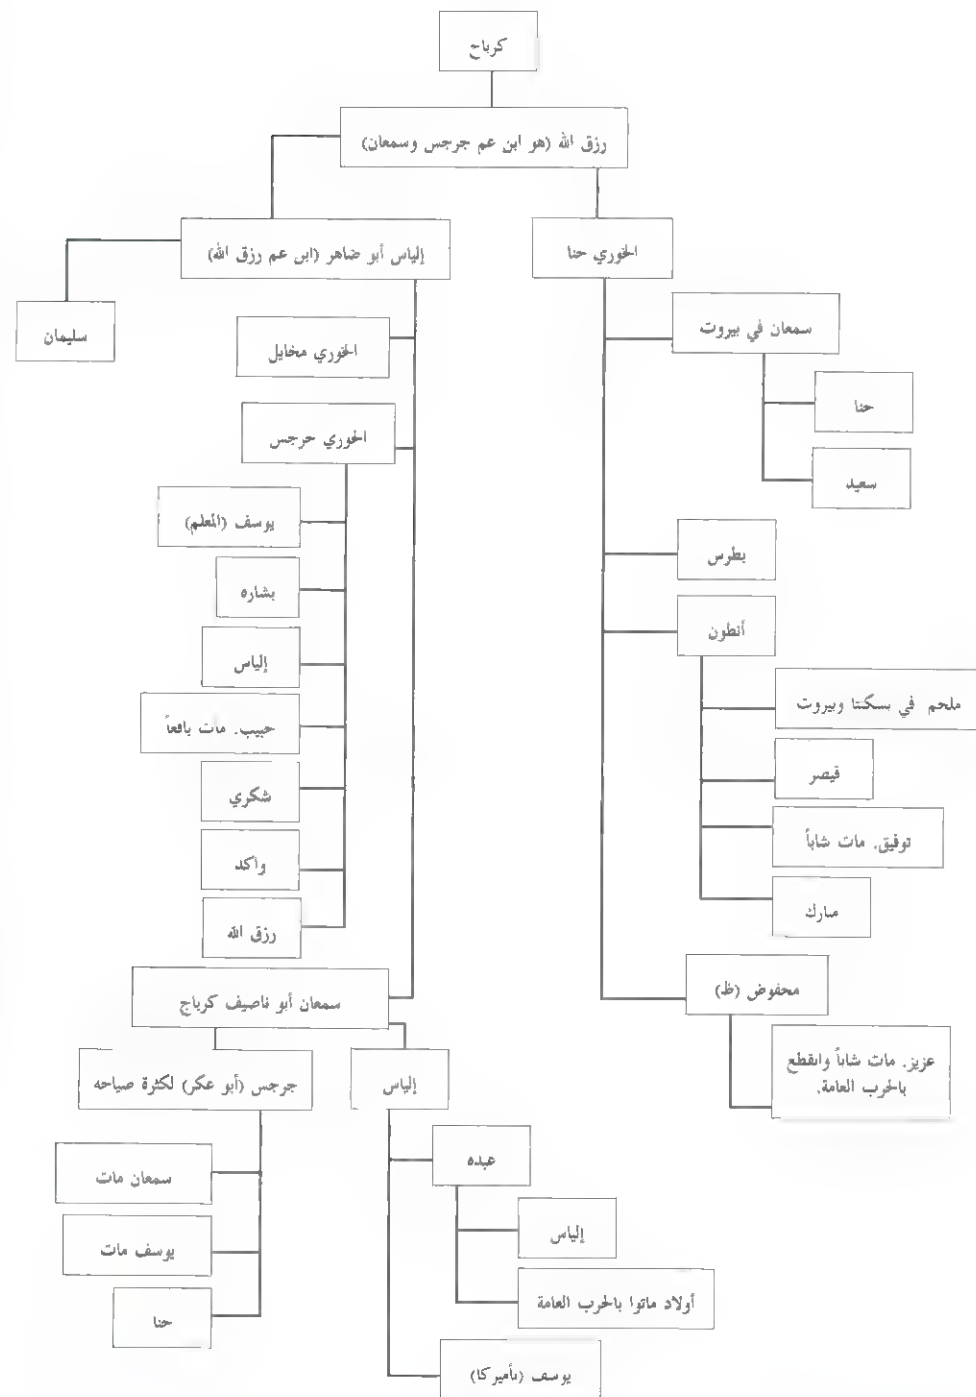 كرباح
رزق الله (هو ابن عم جرجس وسمعان)
الخوري حنا
إلياس أبو ضاهر (ابن عم رزق الله)
سليمان
سمعان في بيروت
حنا
سعيد
بطرس
أنطون
ملحم في بسكنتا وبيروت
قيصر
توفيق. مات شاباً
مبارك
محفوض (ظ)
عزيز. مات شاباً وانقطع
بالحرب العامة.
الخوري مخايل
الخوري جرجس
يوسف (المعلم)
بشاره
إلياس
حبيب. مات يافعاً
شكري
واكد
رزق الله
سمعان أبو ناصيف كرباج
إلياس
جرجس (أبو عكر) لكثرة صياحه
عبده
إلياس
أولاد ماتوا بالحرب العامة
يوسف (بأميركا)
سمعان مات
يوسف مات
حنا